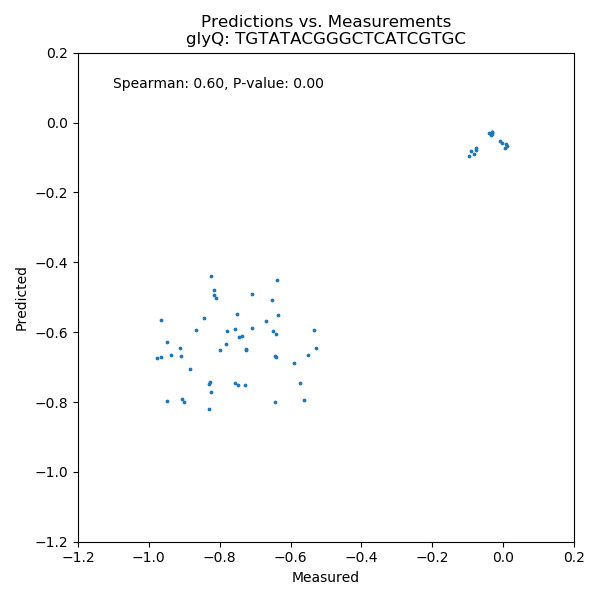 Predictions vs. Measurements
glyQ: TGTATACGGGCTCATCGTGC
Spearman: 0.60, P-value: 0.00
Predicted
0.2
0.0
−0.2
−0.4
−0.6
−0.8
−1.0
−1.2
−1.2 −1.0 −0.8 −0.6 −0.4 −0.2 0.0 0.2
Measured